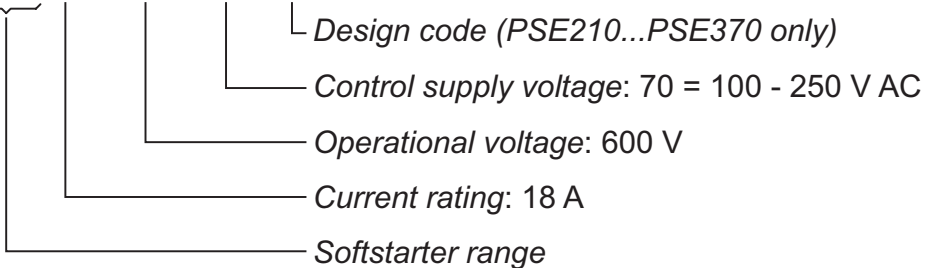 Design code (PSE210...PSE370 only)
Control supply voltage: 70 = 100 - 250 V AC
Operational voltage: 600 V
Current rating: 18 A
Softstarter range